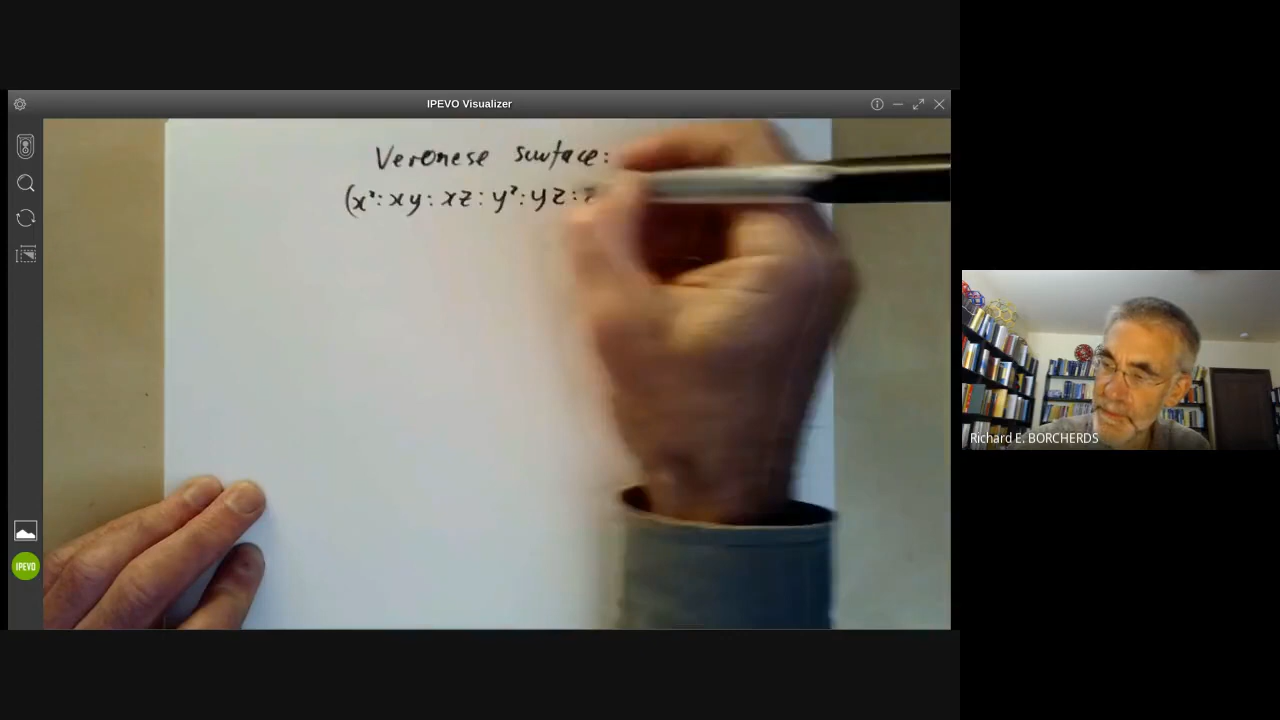 IPEVO Visualizer
Veronese surface:
(x²: xy : xz : y² : yz : z
IPEVO
Richard E. BORCHERDS